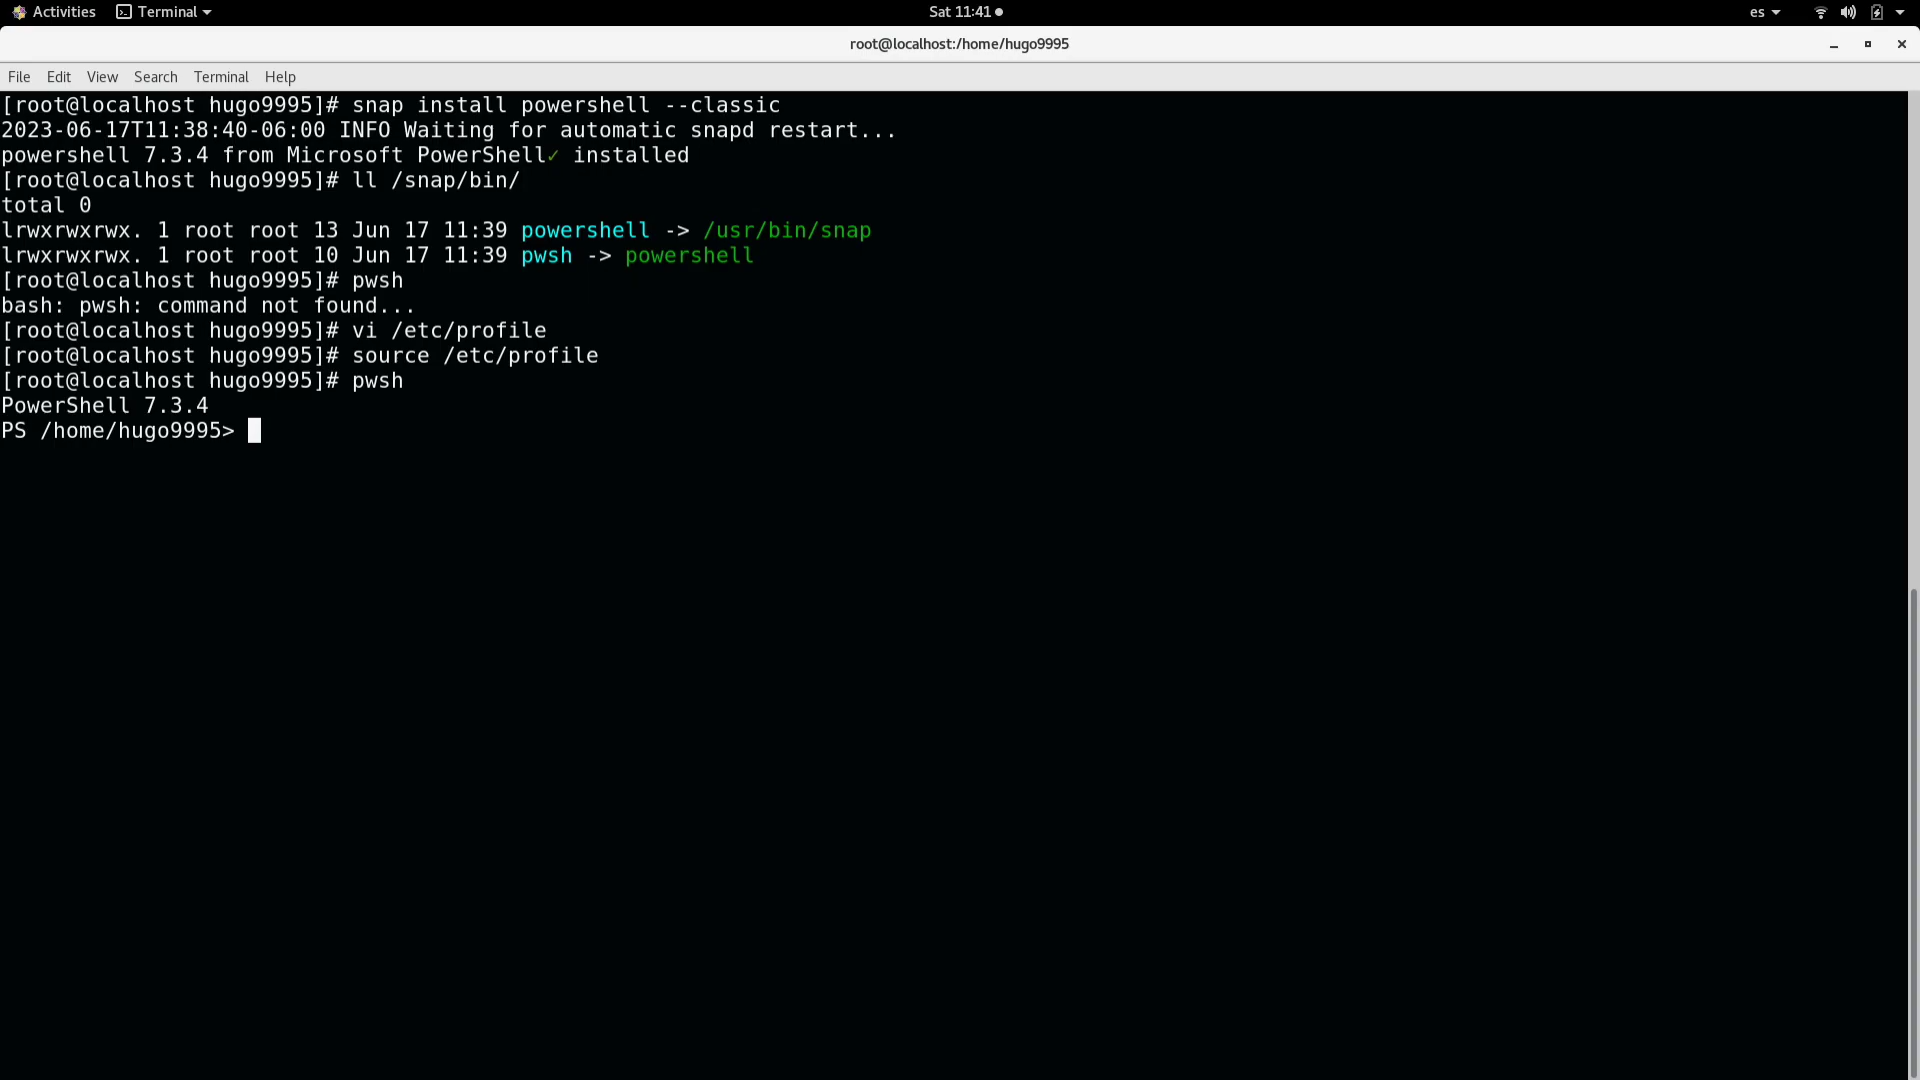 Activities Terminal Sat 11:41 es
root@localhost:/home/hugo9995
File Edit View Search Terminal Help
[root@localhost hugo9995]# snap install powershell --classic
2023-06-17T11:38:40-06:00 INFO Waiting for automatic snapd restart...
powershell 7.3.4 from Microsoft PowerShell✓ installed
[root@localhost hugo9995]# ll /snap/bin/
total 0
lrwxrwxrwx. 1 root root 13 Jun 17 11:39 powershell -> /usr/bin/snap
lrwxrwxrwx. 1 root root 10 Jun 17 11:39 pwsh -> powershell
[root@localhost hugo9995]# pwsh
bash: pwsh: command not found...
[root@localhost hugo9995]# vi /etc/profile
[root@localhost hugo9995]# source /etc/profile
[root@localhost hugo9995]# pwsh
PowerShell 7.3.4
PS /home/hugo9995>